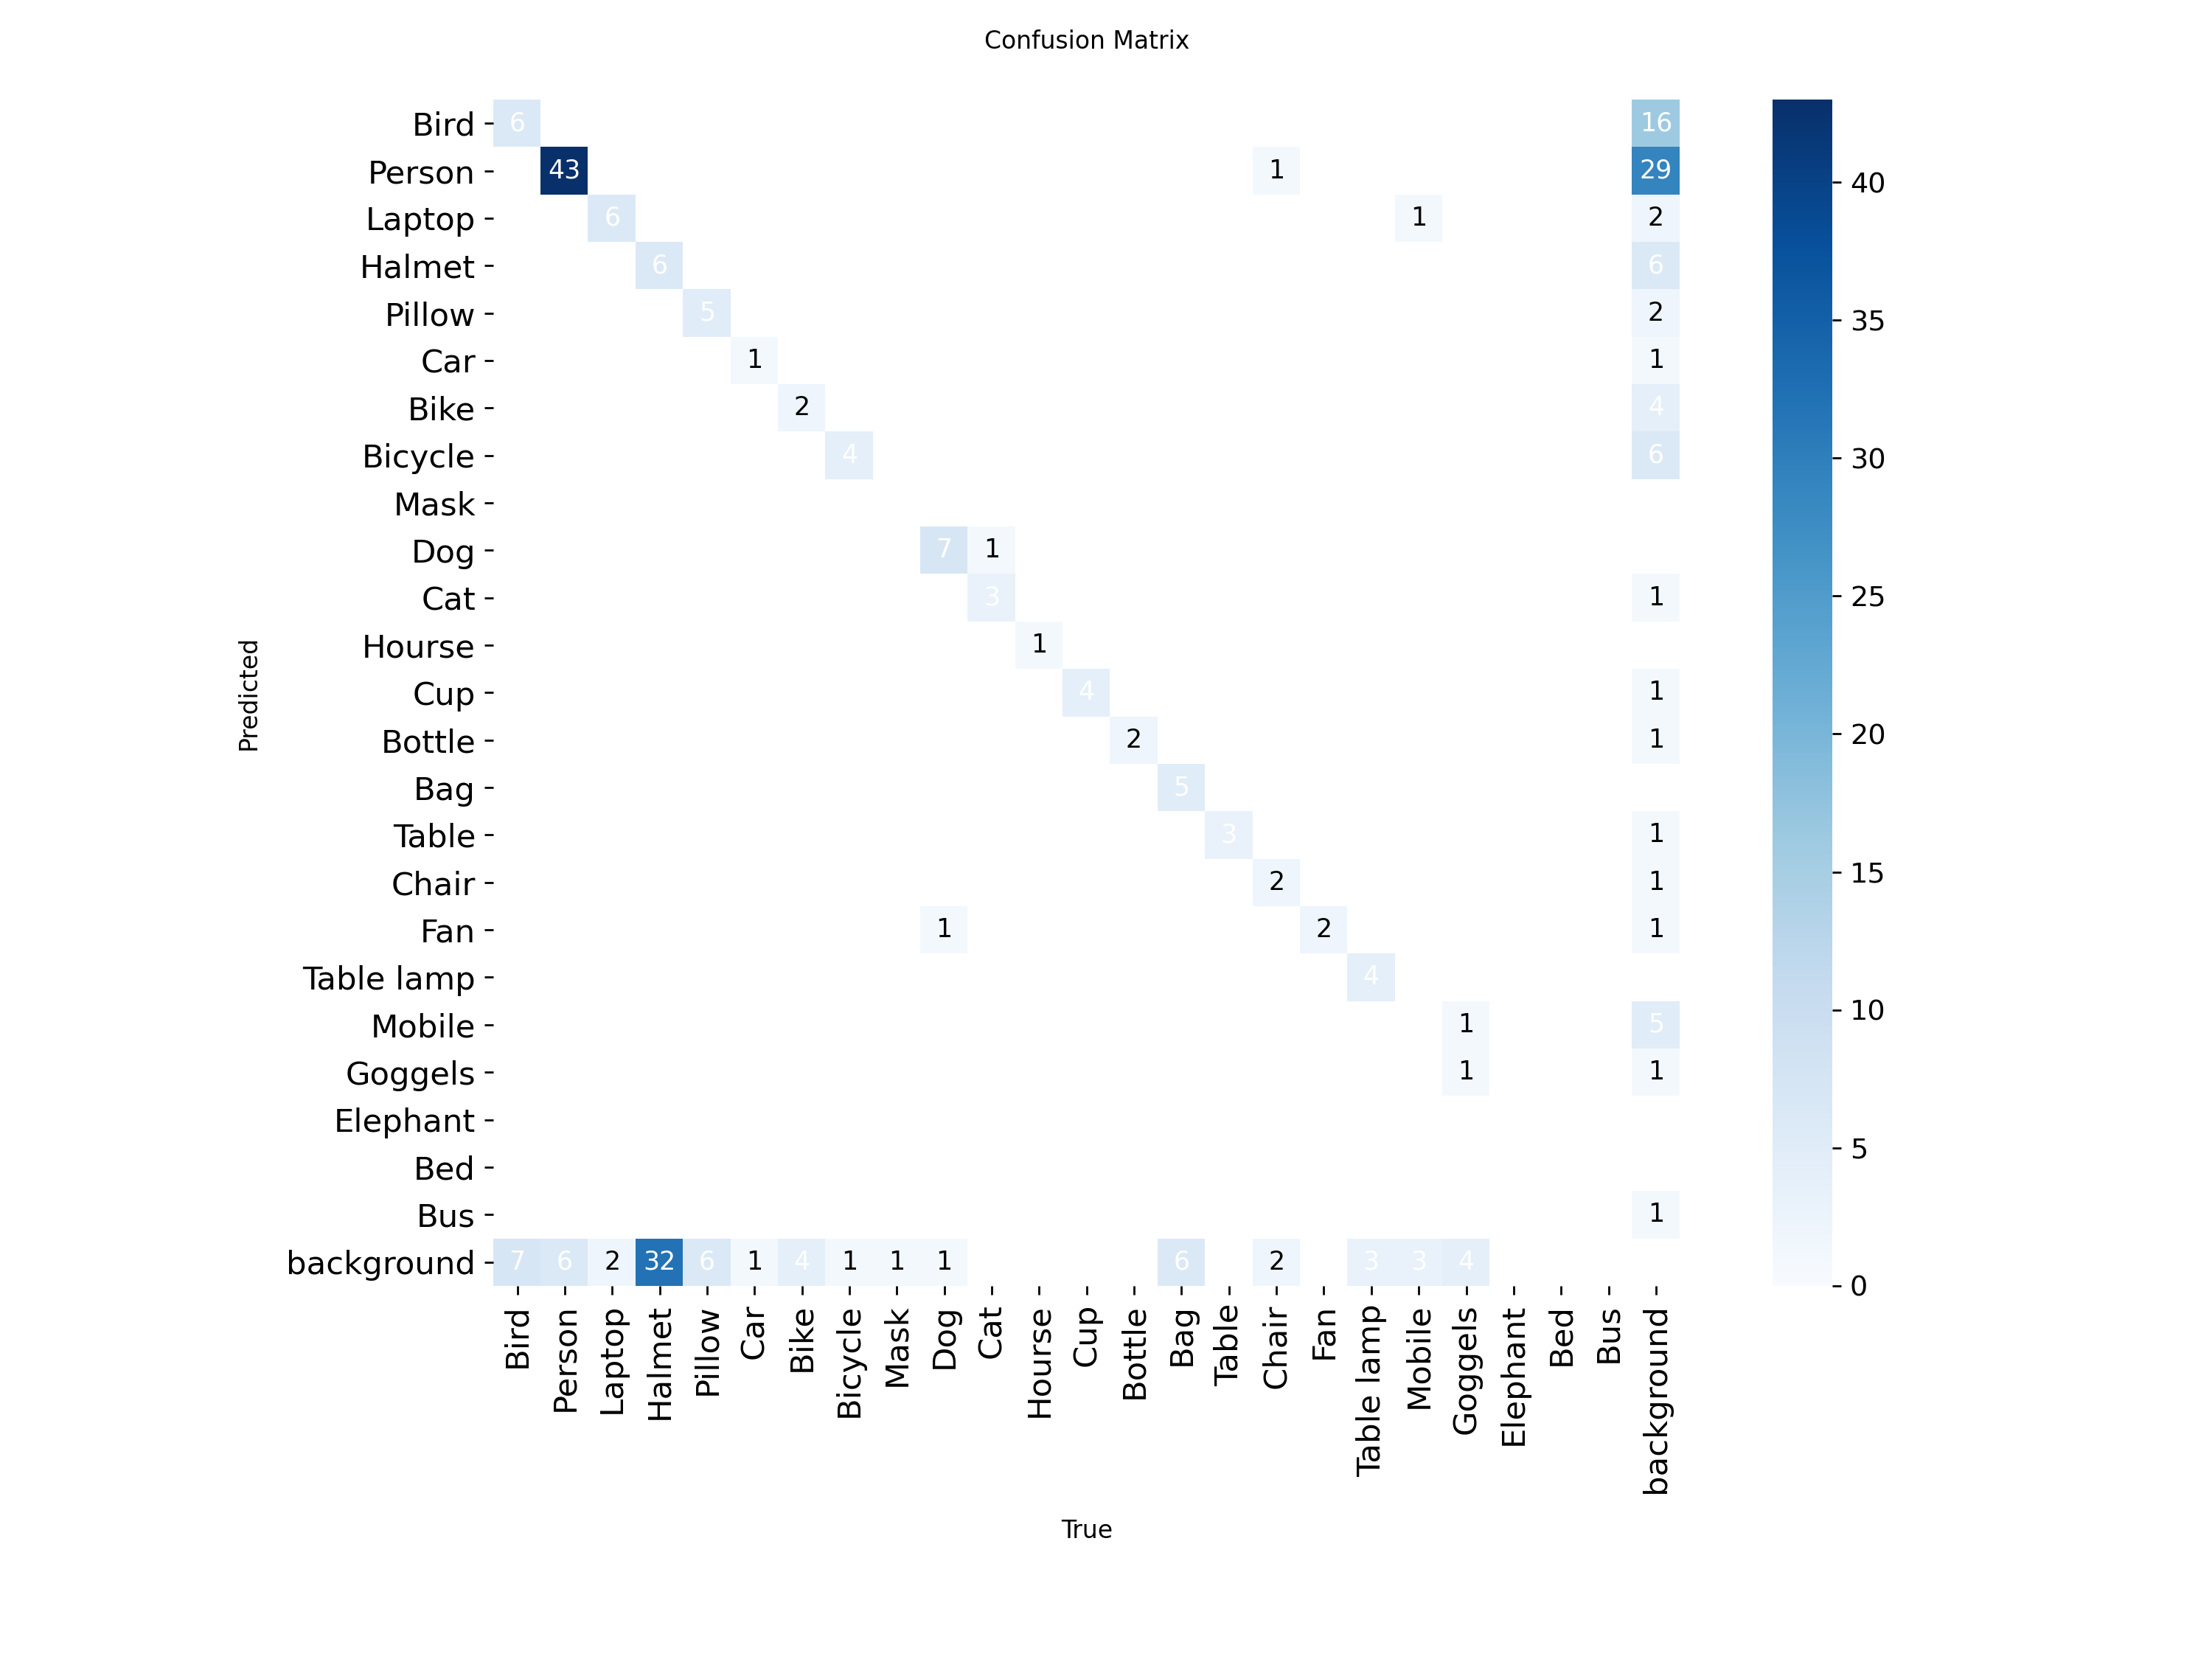 Confusion Matrix
Bird 6 16
Person 43 1 29
Laptop 6 1 2
Halmet 6 6
Pillow 5 2
Car 1 1
Bike 2 4
Bicycle 4 6
Mask
Dog 7 1
Cat 3 1
Hourse 1
Cup 4 1
Bottle 2 1
Bag 5
Table 3 1
Chair 2 1
Fan 1 2 1
Table lamp 4
Mobile 1 5
Goggels 1 1
Elephant
Bed
Bus 1
background 7 6 2 32 6 1 4 1 1 1 6 2 3 3 4
Predicted
Bird Person Laptop Halmet Pillow Car Bike Bicycle Mask Dog Cat Hourse Cup Bottle Bag Table Chair Fan Table lamp Mobile Goggels Elephant Bed Bus background
True
40
35
30
25
20
15
10
5
0